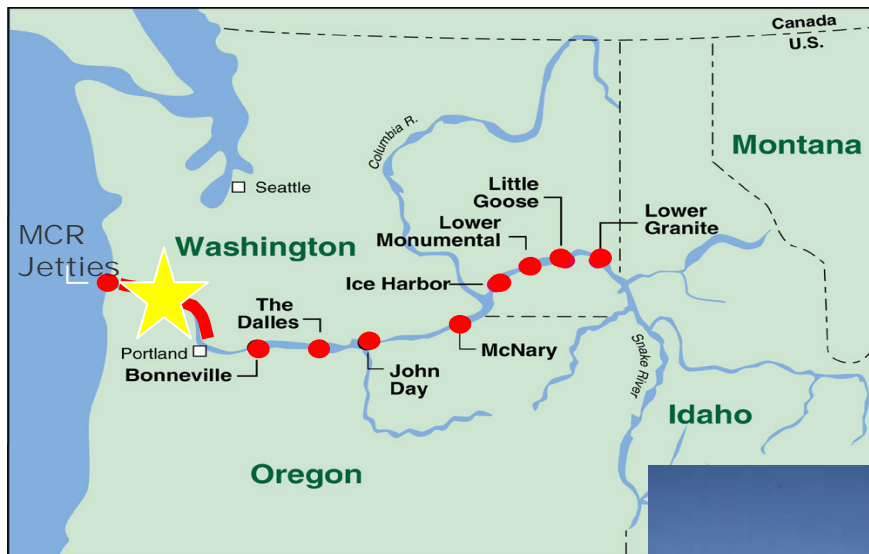 Canada
U.S.
Columbia R.
Montana
Seattle
Little
Goose
Lower
Granite
Lower
Monumental
MCR
Jetties
Washington
Ice Harbor
The
Dalles
Portland
Bonneville
John
Day
McNary
Snake River
Idaho
Oregon